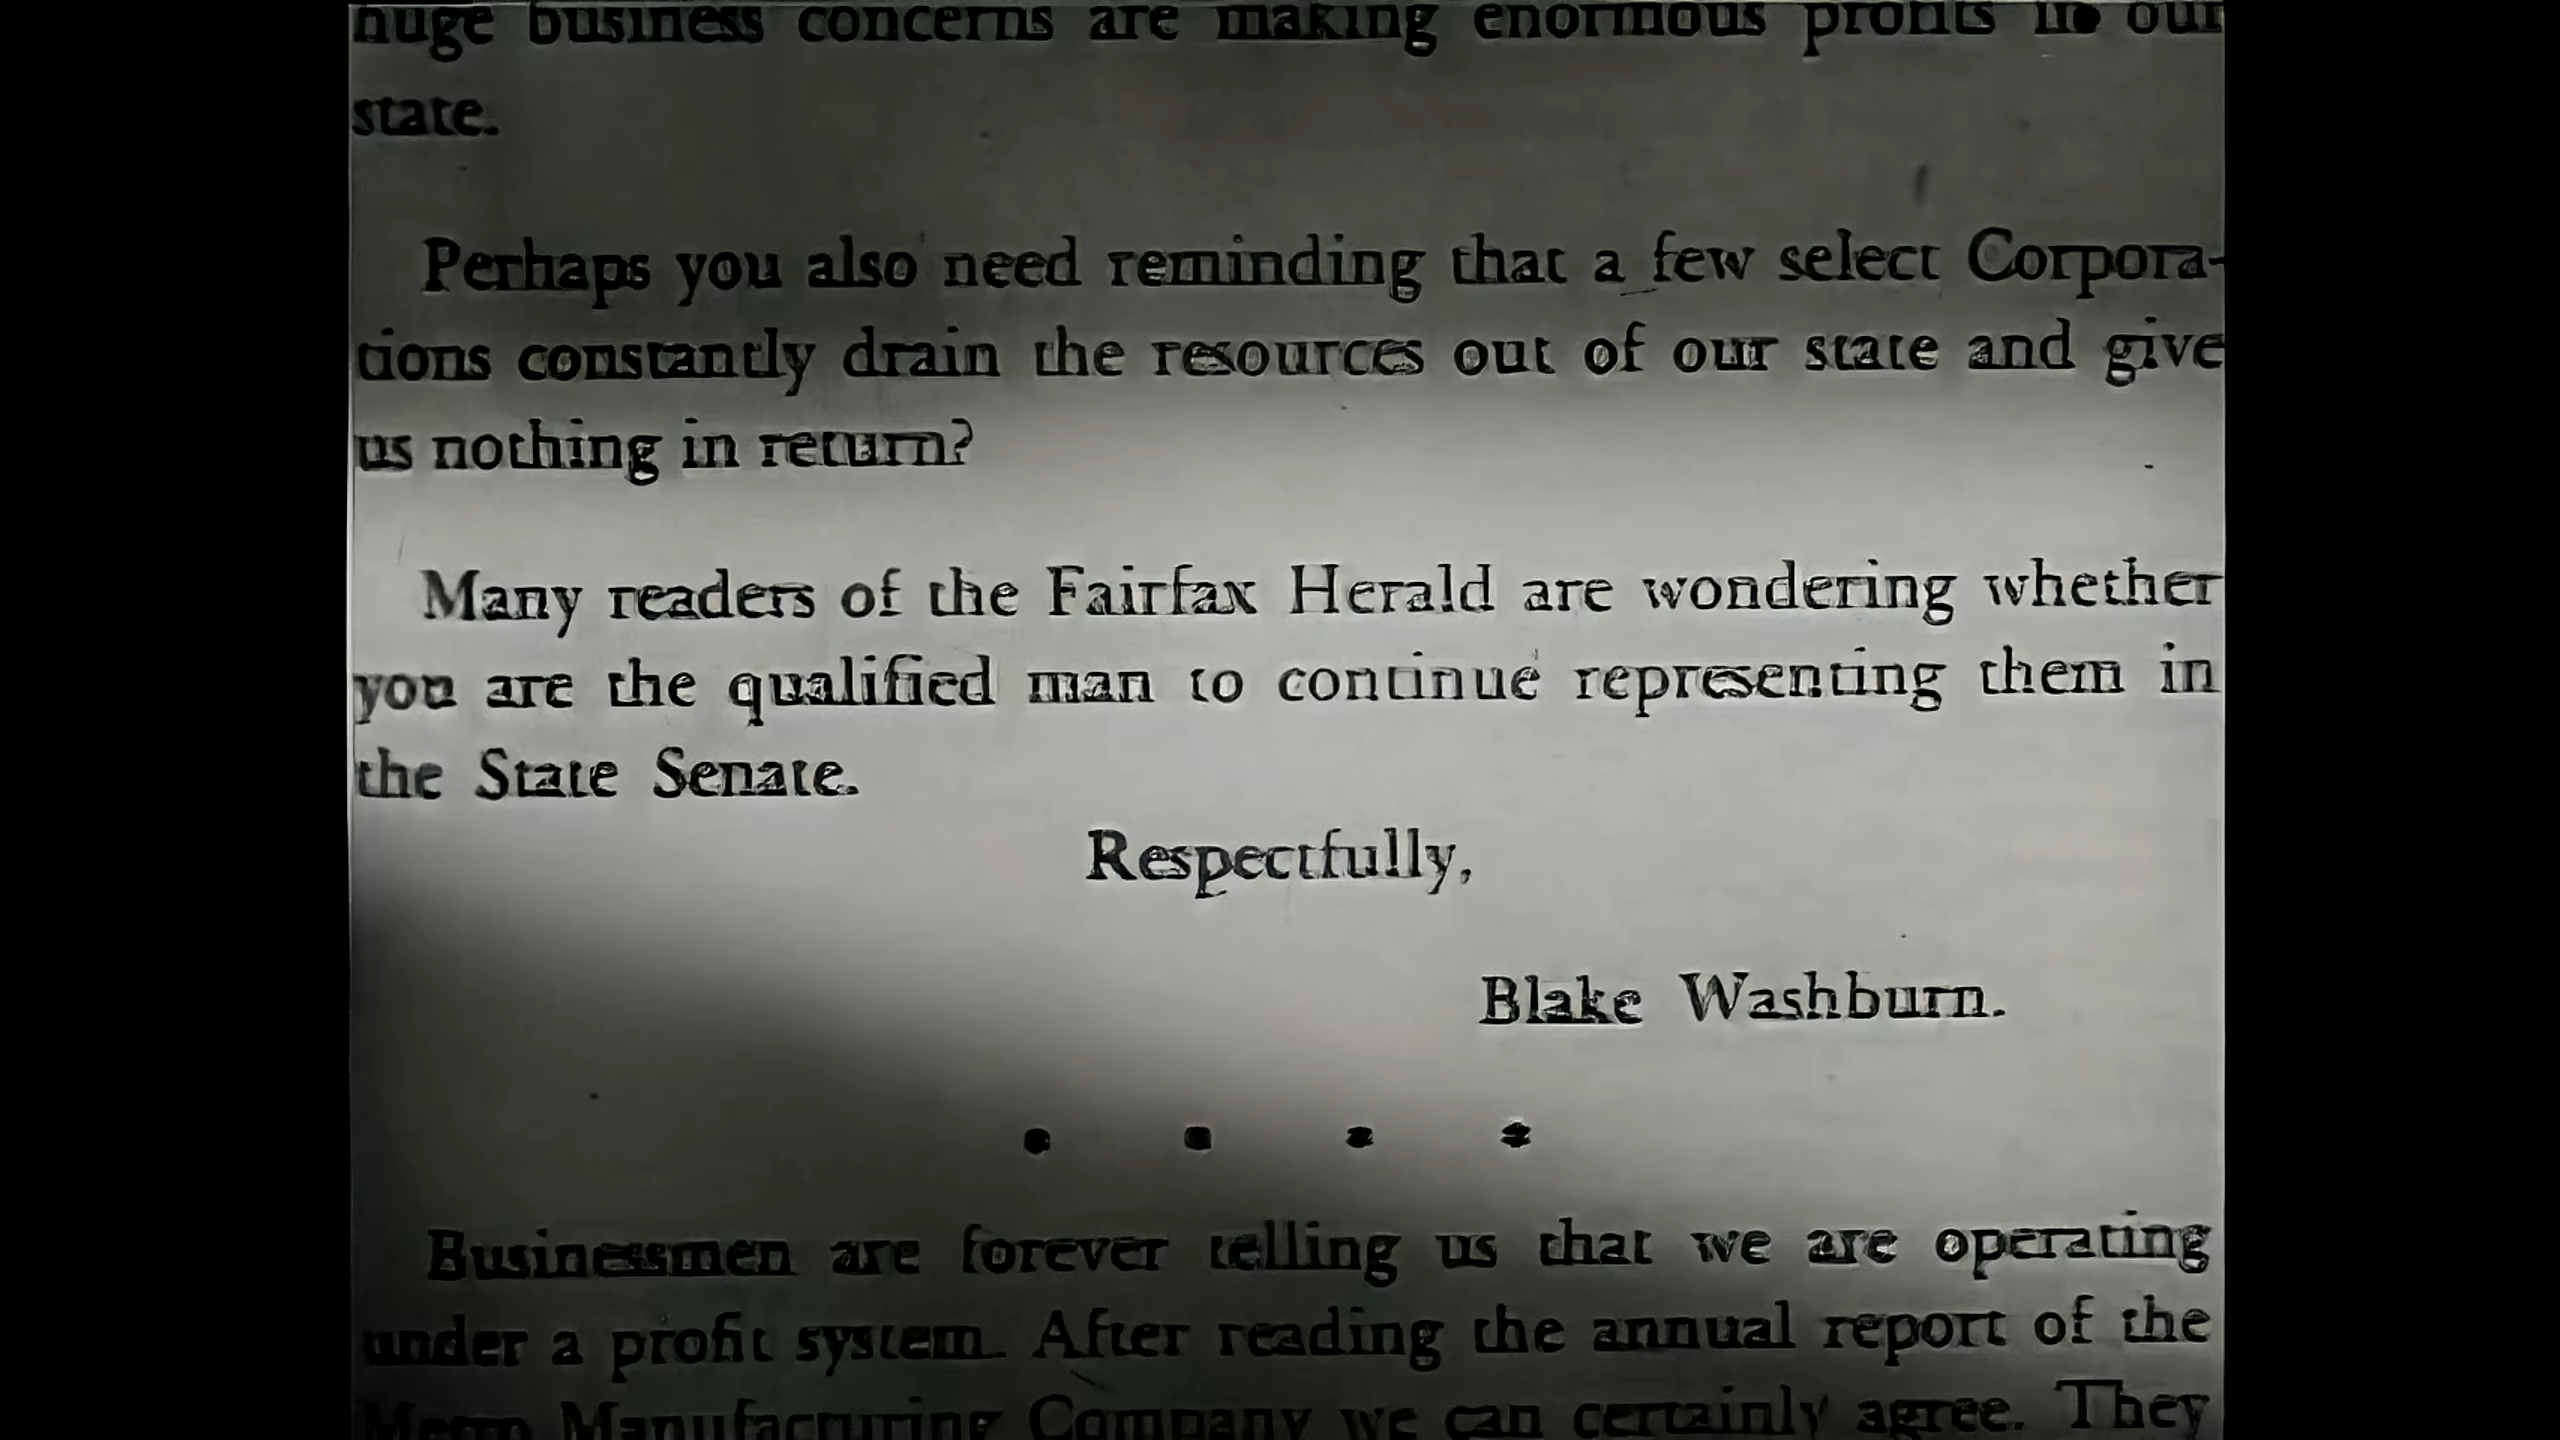 huge business concerns are making enormous profits in our
state.
Perhaps you also need reminding that a few select Corpora-
tions constantly drain the resources out of our state and give
us nothing in return?
Many readers of the Fairfax Herald are wondering whether
you are the qualified man to continue representing them in
the State Senate.
Respectfully,
Blake Washburn.
Businessmen are forever telling us that we are operating
under a profit system. After reading the annual report of the
Metro Manufacturing Company we can certainly agree. They